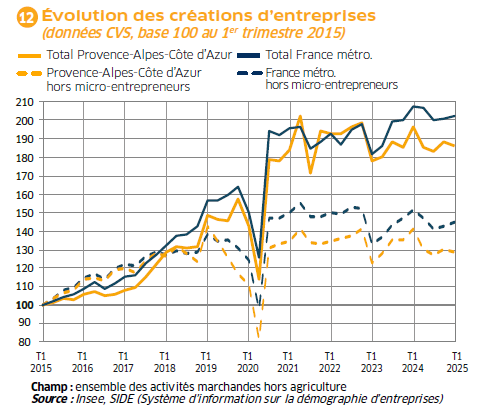 12 Évolution des créations d'entreprises
(données CVS, base 100 au 1er trimestre 2015)
Total Provence-Alpes-Côte d'Azur
Total France métro.
Provence-Alpes-Côte d'Azur
hors micro-entrepreneurs
France métro.
hors micro-entrepreneurs
210
200
190
180
170
160
150
140
130
120
110
100
90
80
T1 T1 T1 T1 T1 T1 T1 T1 T1 T1 T1
2015 2016 2017 2018 2019 2020 2021 2022 2023 2024 2025
Champ : ensemble des activités marchandes hors agriculture
Source : Insee, SIDE (Système d'information sur la démographie d'entreprises)